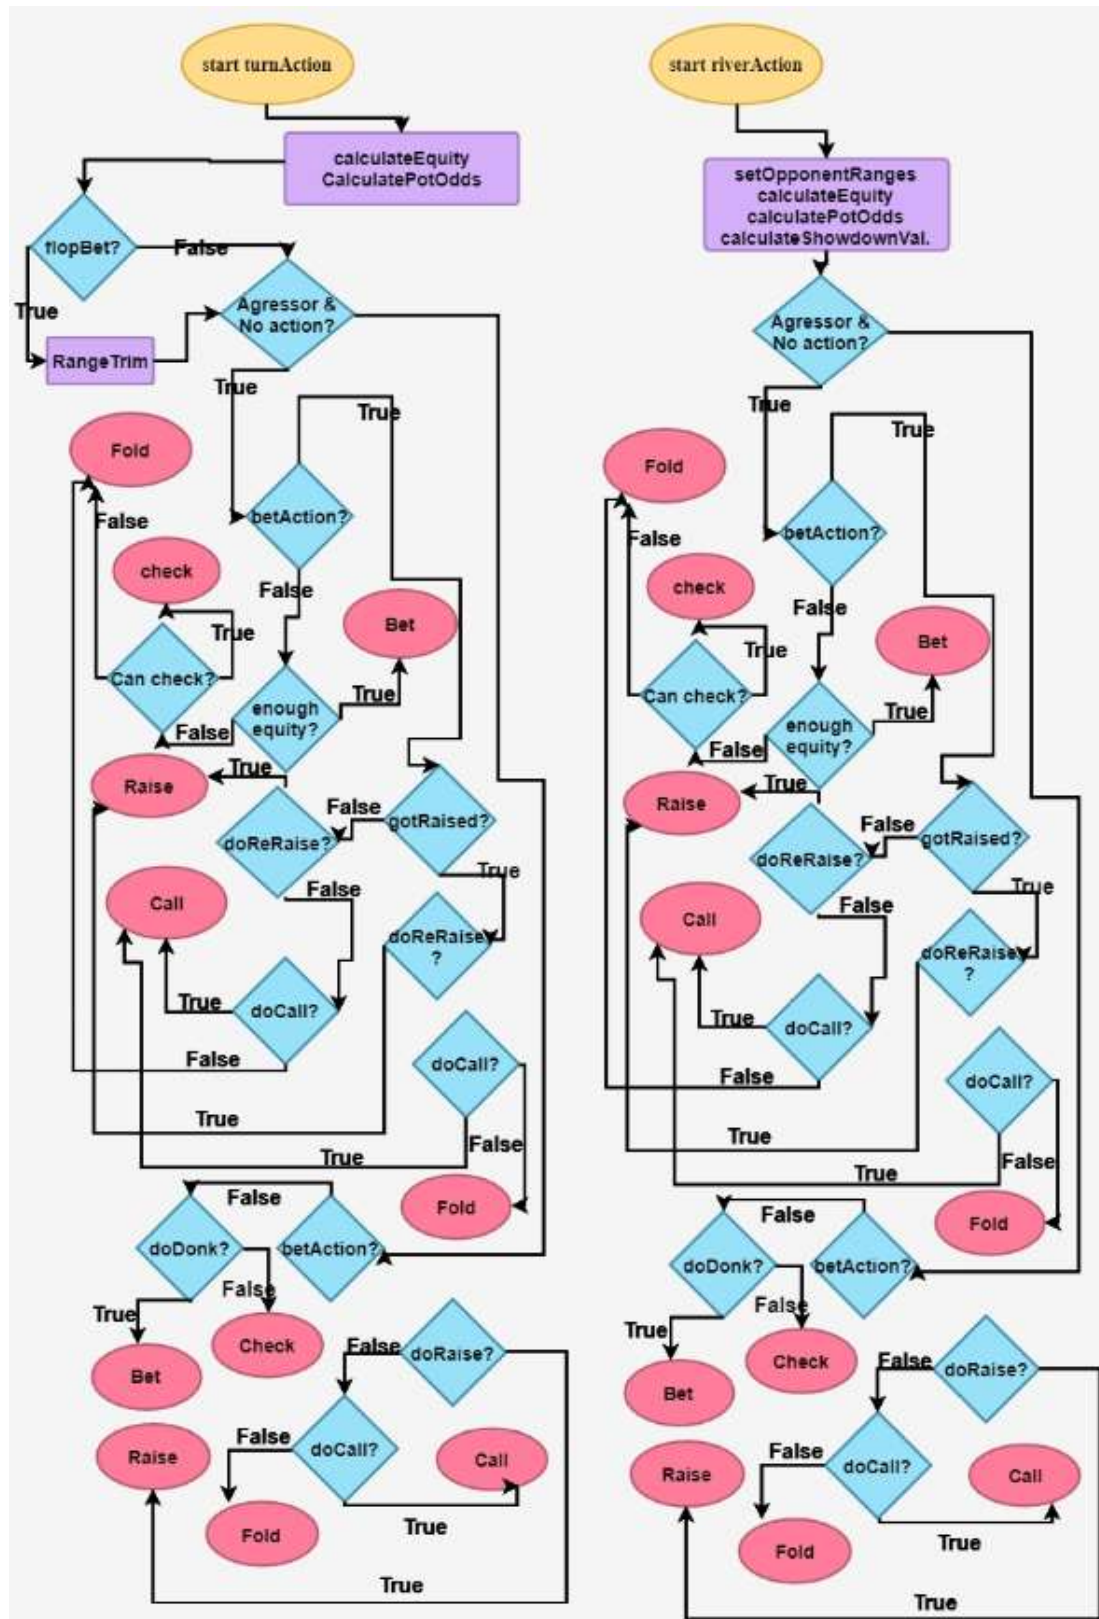 start turnAction
calculateEquity
CalculatePotOdds
flopBet?
False
True
Agressor &
No action?
RangeTrim
True
True
Fold
False
betAction?
check
False
True
Bet
Can check?
enough
equity?
True
False
Raise
True
doReRaise?
False
gotRaised?
True
Call
False
doReRaise
?
True
doCall?
False
doCall?
True
False
True
Fold
False
doDonk?
betAction?
False
True
Check
Bet
False
doRaise?
Raise
False
doCall?
Call
True
Fold
True
start riverAction
setOpponentRanges
calculateEquity
calculatePotOdds
calculateShowdownVal.
Agressor &
No action?
True
True
Fold
False
betAction?
check
False
True
Bet
Can check?
enough
equity?
True
False
Raise
True
doReRaise?
False
gotRaised?
True
Call
False
doReRaise
?
True
doCall?
False
doCall?
True
False
True
Fold
False
doDonk?
betAction?
False
True
Check
Bet
False
doRaise?
Raise
False
doCall?
Call
True
Fold
True